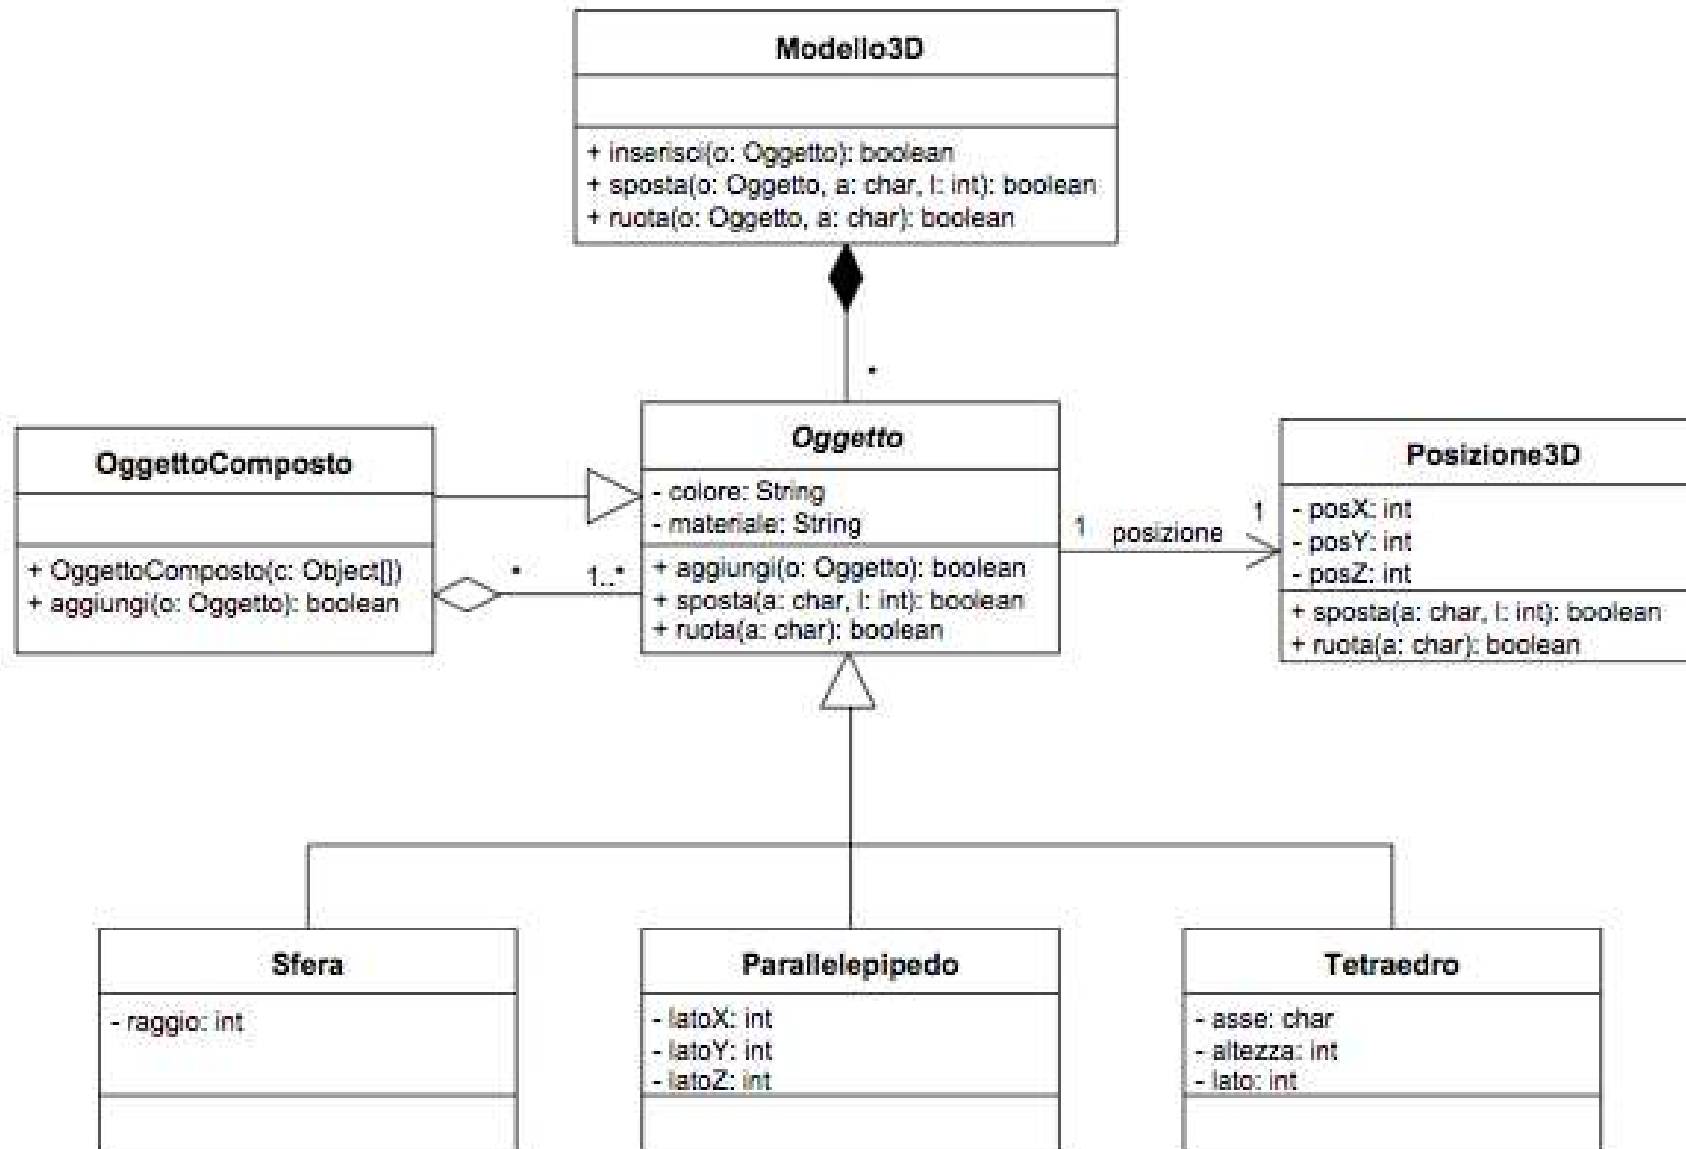 Modello3D
+ inserisci(o: Oggetto): boolean
+ sposta(o: Oggetto, a: char, l: int): boolean
+ ruota(o: Oggetto, a: char): boolean
*
OggettoComposto
+ OggettoComposto(c: Object[])
+ aggiungi(o: Oggetto): boolean
*
1..*
Oggetto
- colore: String
- materiale: String
+ aggiungi(o: Oggetto): boolean
+ sposta(a: char, l: int): boolean
+ ruota(a: char): boolean
1
posizione
1
Posizione3D
- posX: int
- posY: int
- posZ: int
+ sposta(a: char, l: int): boolean
+ ruota(a: char): boolean
Sfera
- raggio: int
Parallelepipedo
- latoX: int
- latoY: int
- latoZ: int
Tetraedro
- asse: char
- altezza: int
- lato: int